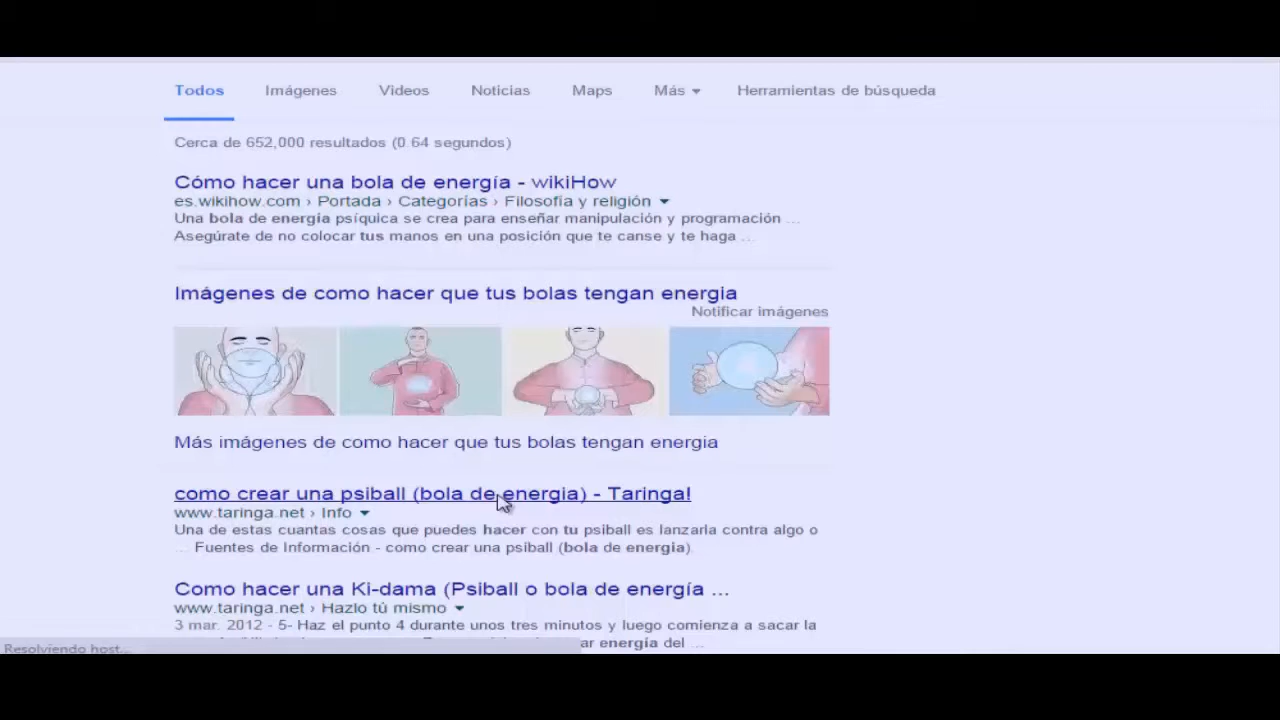 Todos Imágenes Videos Noticias Maps Más Herramientas de búsqueda
Cerca de 652,000 resultados (0 64 segundos)
Cómo hacer una bola de energía - wikiHow
es.wikihow.com › Portada › Categorías › Filosofía y religión
Una bola de energía psíquica se crea para enseñar manipulación y programación ...
Asegúrate de no colocar tus manos en una posición que te canse y te haga ...
Imágenes de como hacer que tus bolas tengan energia
Notificar imágenes
Más imágenes de como hacer que tus bolas tengan energia
como crear una psiball (bola de energia) - Taringa!
www.taringa.net › Info
Una de estas cuantas cosas que puedes hacer con tu psiball es lanzarla contra algo o
... Fuentes de Información - como crear una psiball (bola de energia)
Como hacer una Ki-dama (Psiball o bola de energía ...
www.taringa.net › Hazlo tú mismo
3 mar. 2012 - 5- Haz el punto 4 durante unos tres minutos y luego comienza a sacar la
ar energía del ...
Resolviendo host...